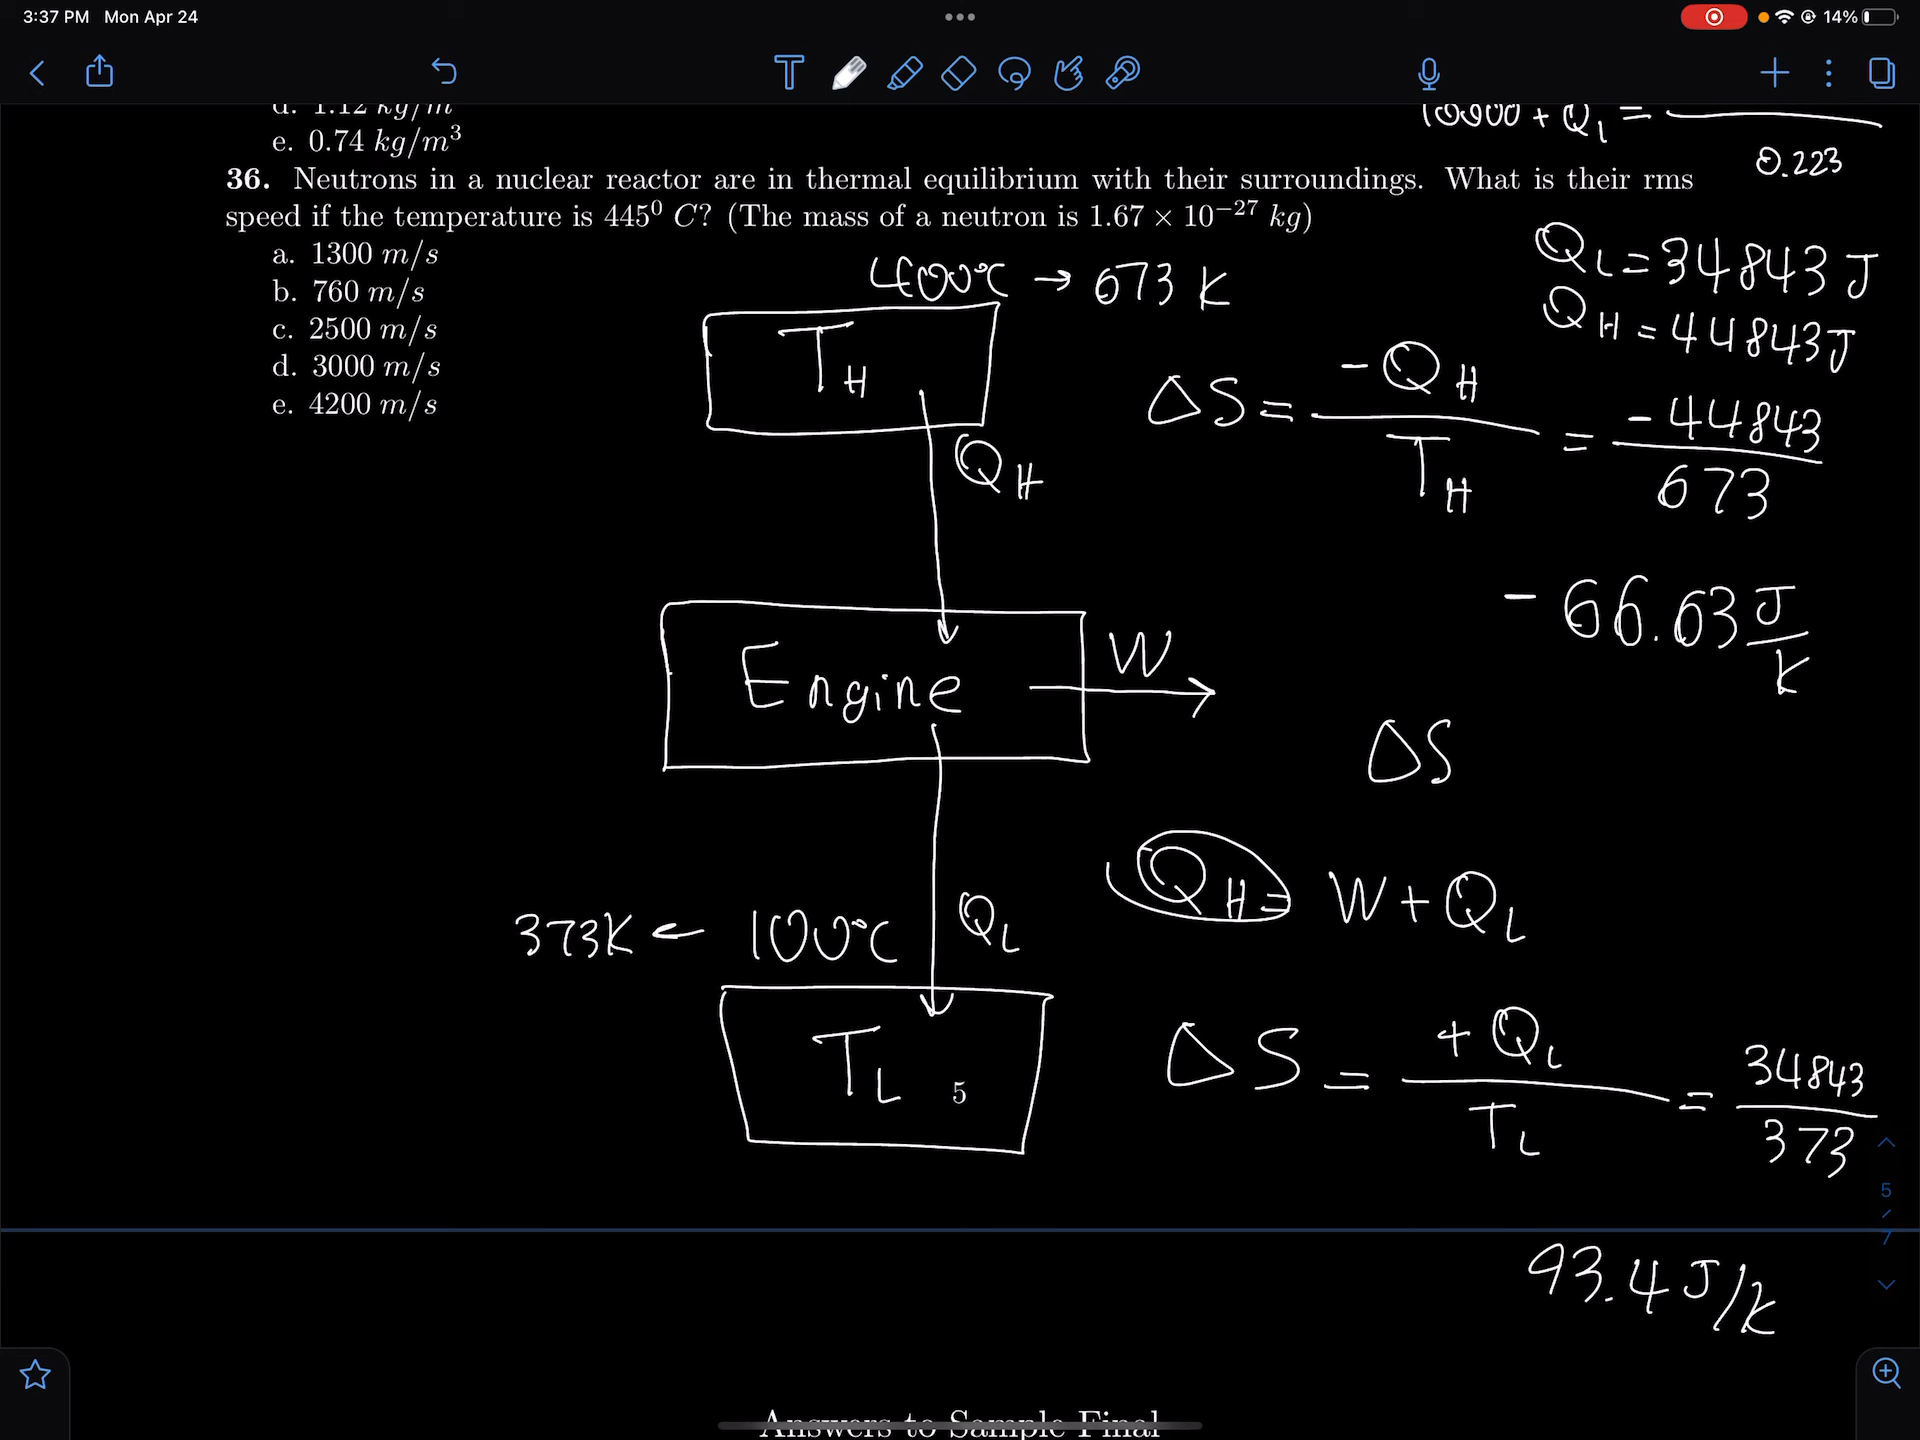 3:37 PM Mon Apr 24
14%
e. 0.74 kg/m³
10000 + Q_L =
0.223
36. Neutrons in a nuclear reactor are in thermal equilibrium with their surroundings. What is their rms
speed if the temperature is 445⁰ C? (The mass of a neutron is 1.67 × 10⁻²⁷ kg)
a. 1300 m/s
b. 760 m/s
c. 2500 m/s
d. 3000 m/s
e. 4200 m/s
400°C → 673 K
Q_L = 34843 J
Q_H = 44843 J
T_H
ΔS = -Q_H / T_H = -44843 / 673
Q_H
- 66.63 J/K
Engine
W
ΔS
Q_H = W + Q_L
373K ← 100°C
Q_L
T_L
5
ΔS = +Q_L / T_L = 34843 / 373
5
/
7
93.4 J/K
Answers to Sample Final